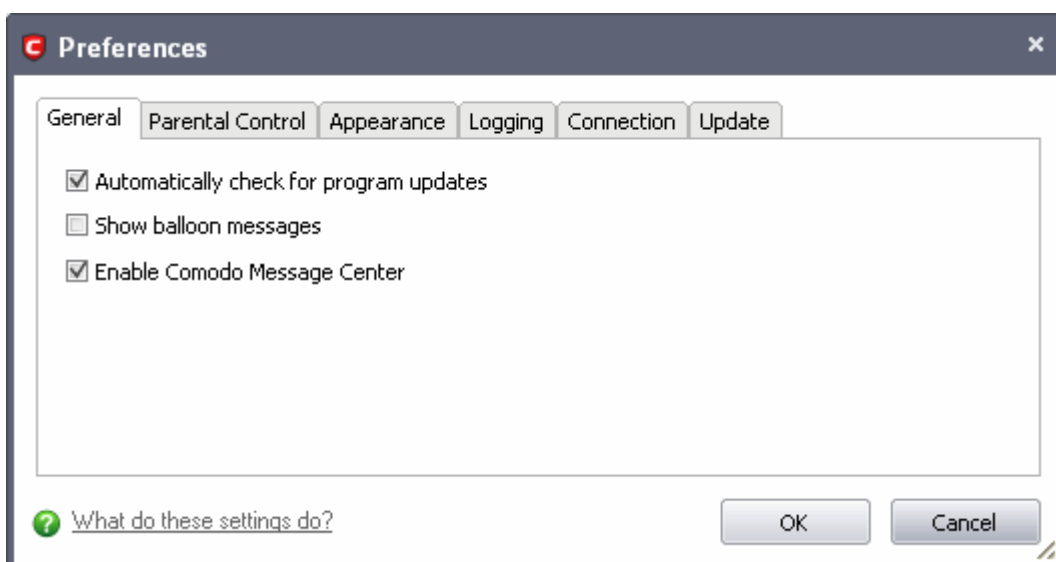 Preferences
General Parental Control Appearance Logging Connection Update
Automatically check for program updates
Show balloon messages
Enable Comodo Message Center
What do these settings do? OK Cancel